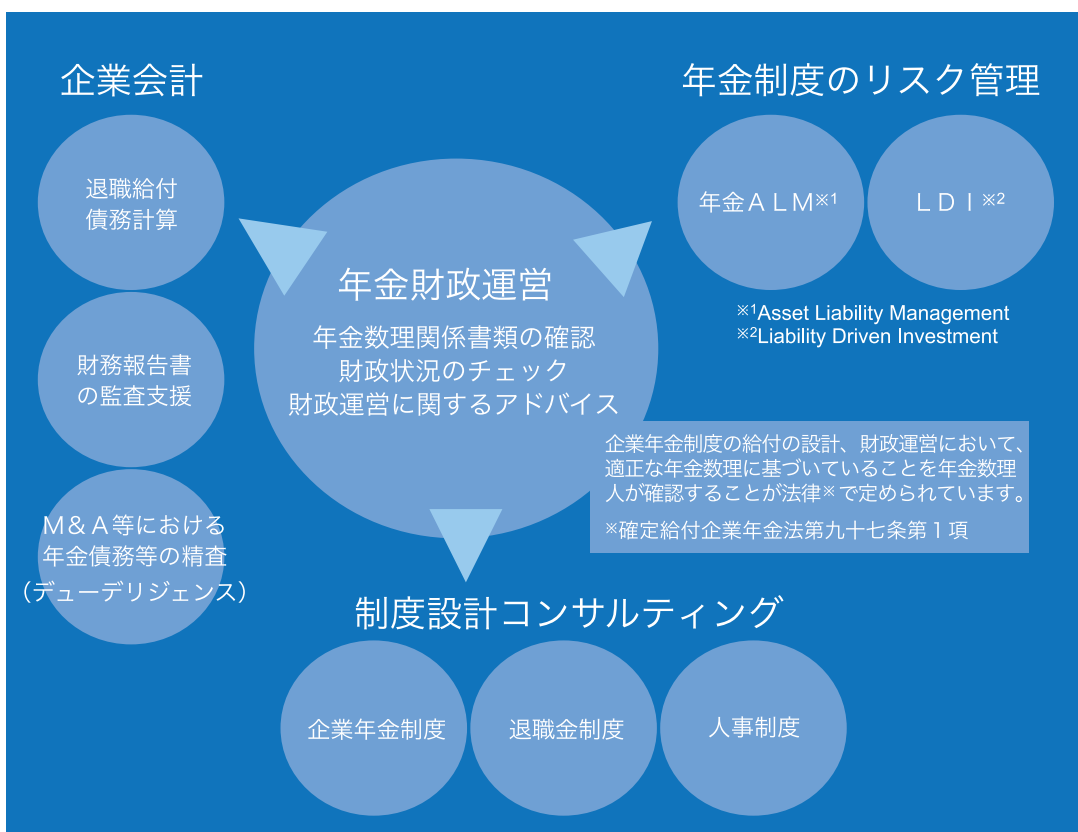 企業会計
退職給付
債務計算
財務報告書
の監査支援
M＆A等における
年金債務等の精査
（デューデリジェンス）
年金財政運営
年金数理関係書類の確認
財政状況のチェック
財政運営に関するアドバイス
年金制度のリスク管理
年金ＡＬＭ※1
ＬＤＩ※2
※1Asset Liability Management
※2Liability Driven Investment
企業年金制度の給付の設計、財政運営において、
適正な年金数理に基づいていることを年金数理
人が確認することが法律※で定められています。
※確定給付企業年金法第九十七条第１項
制度設計コンサルティング
企業年金制度
退職金制度
人事制度